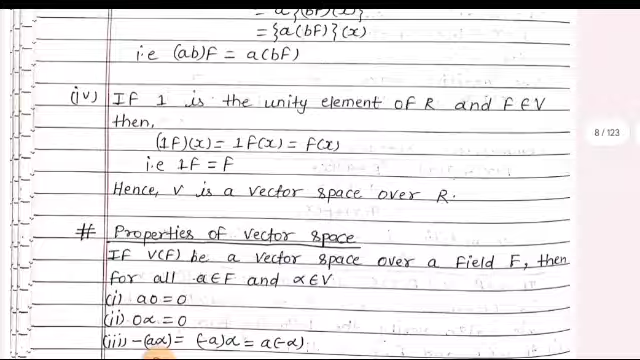 = a{(bf)(x)}
= {a(bf)}(x)
i.e (ab)f = a(bf)
(iv) If 1 is the unity element of R and f∈V
then,
(1f)(x) = 1f(x) = f(x)
i.e 1f = f
Hence, V is a vector space over R.
8 / 123
# Properties of vector space
If V(F) be a vector space over a field F, then
for all a∈F and α∈V
(i) a0 = 0
(ii) 0α = 0
(iii) -(aα) = (-a)α = a(-α)